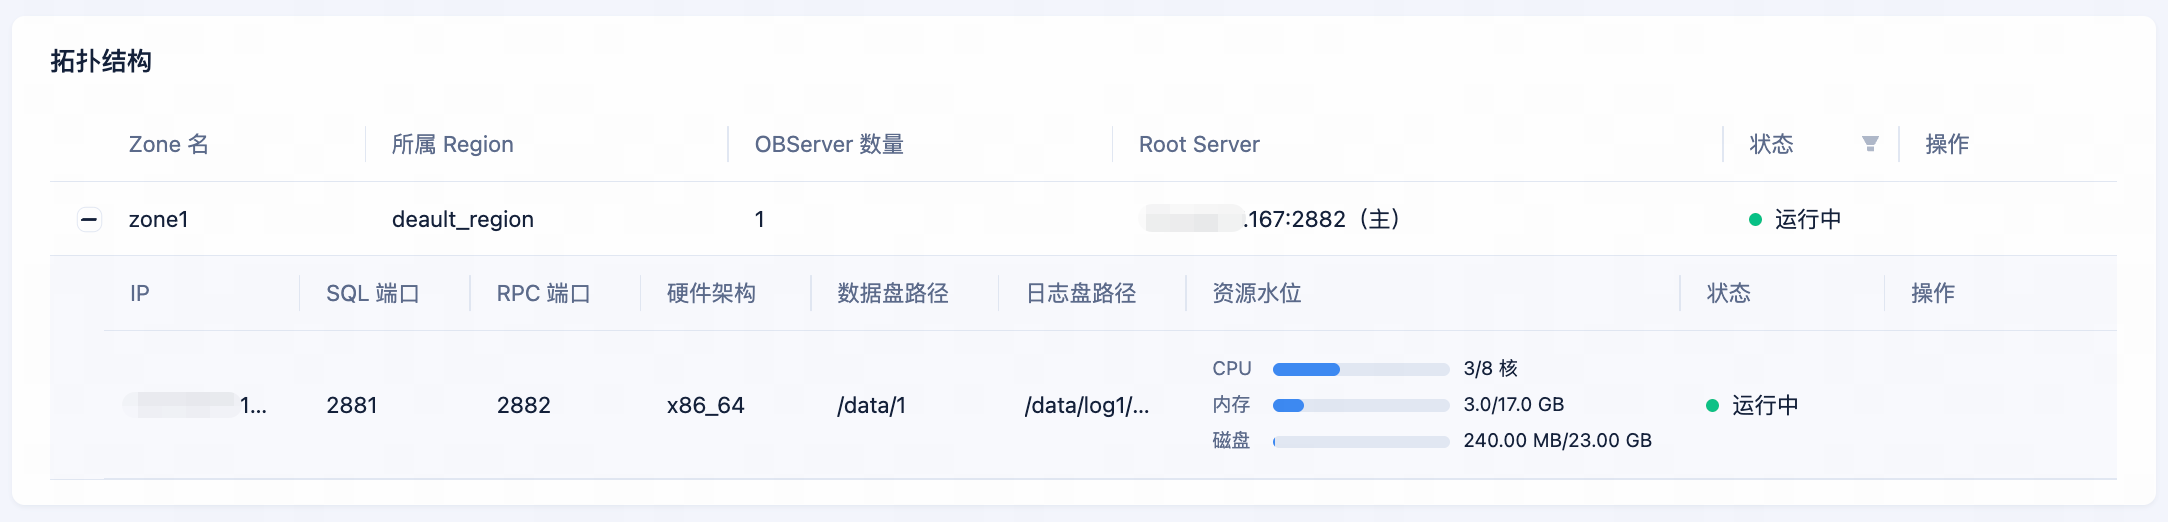 拓扑结构
Zone 名 所属 Region OBServer 数量 Root Server 状态 操作
zone1 deault_region 1 .167:2882（主） 运行中
IP SQL 端口 RPC 端口 硬件架构 数据盘路径 日志盘路径 资源水位 状态 操作
CPU 3/8 核
1... 2881 2882 x86_64 /data/1 /data/log1/... 内存 3.0/17.0 GB 运行中
磁盘 240.00 MB/23.00 GB